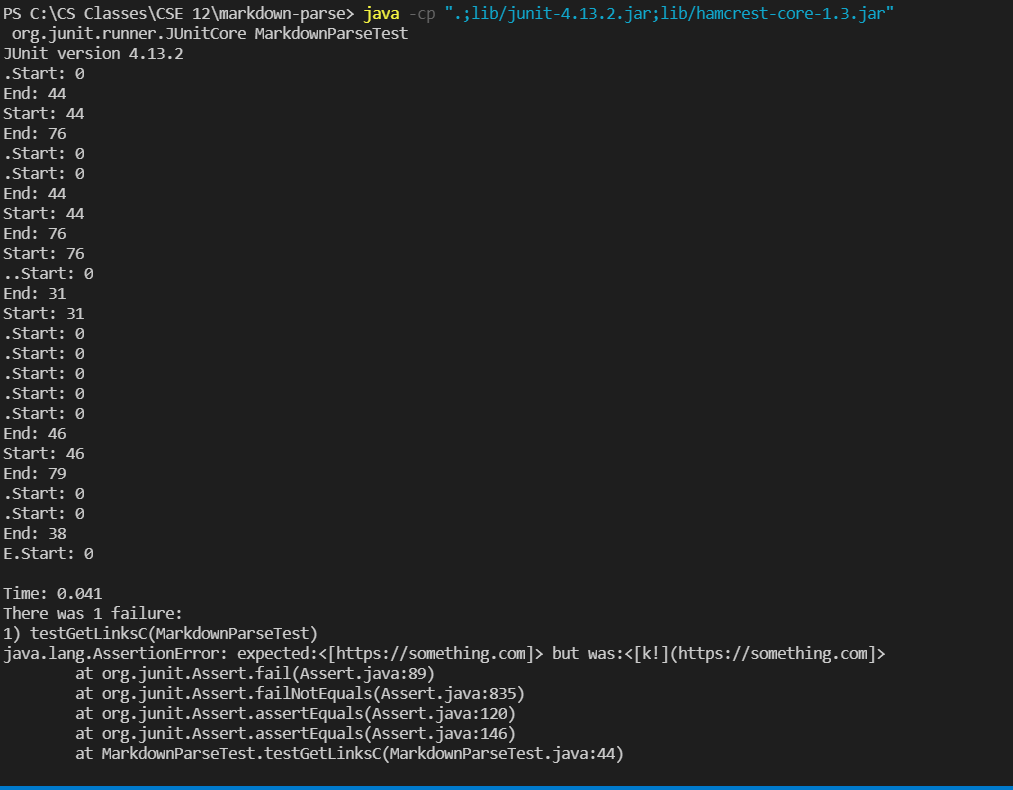 PS C:\CS Classes\CSE 12\markdown-parse> java -cp ".;lib/junit-4.13.2.jar;lib/hamcrest-core-1.3.jar"
 org.junit.runner.JUnitCore MarkdownParseTest
JUnit version 4.13.2
.Start: 0
End: 44
Start: 44
End: 76
.Start: 0
.Start: 0
End: 44
Start: 44
End: 76
Start: 76
..Start: 0
End: 31
Start: 31
.Start: 0
.Start: 0
.Start: 0
.Start: 0
.Start: 0
End: 46
Start: 46
End: 79
.Start: 0
.Start: 0
End: 38
E.Start: 0

Time: 0.041
There was 1 failure:
1) testGetLinksC(MarkdownParseTest)
java.lang.AssertionError: expected:<[https://something.com]> but was:<[k!](https://something.com]>
        at org.junit.Assert.fail(Assert.java:89)
        at org.junit.Assert.failNotEquals(Assert.java:835)
        at org.junit.Assert.assertEquals(Assert.java:120)
        at org.junit.Assert.assertEquals(Assert.java:146)
        at MarkdownParseTest.testGetLinksC(MarkdownParseTest.java:44)